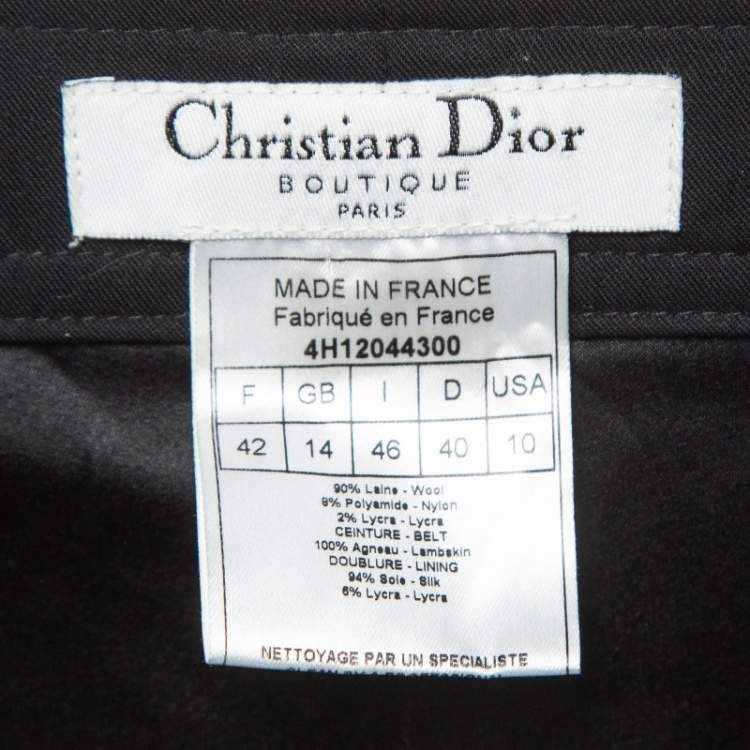 Christian Dior
BOUTIQUE
PARIS
MADE IN FRANCE
Fabriqué en France
4H12044300
F GB I D USA
42 14 46 40 10
90% Laine - Wool
8% Polyamide - Nylon
2% Lycra - Lycra
CEINTURE - BELT
100% Agneau - Lambskin
DOUBLURE - LINING
94% Soie - Silk
6% Lycra - Lycra
NETTOYAGE PAR UN SPECIALISTE